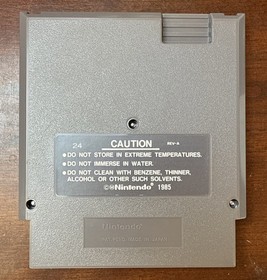 24 CAUTION REV-A
•DO NOT STORE IN EXTREME TEMPERATURES.
•DO NOT IMMERSE IN WATER.
•DO NOT CLEAN WITH BENZENE, THINNER,
ALCOHOL OR OTHER SUCH SOLVENTS.
©®Nintendo® 1985
Nintendo